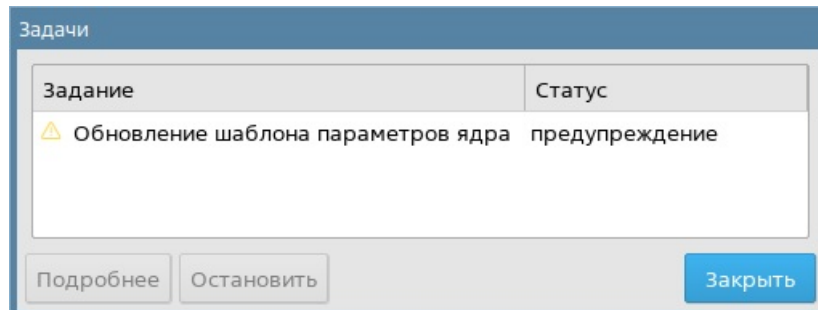 Задачи
Задание Статус
Обновление шаблона параметров ядра предупреждение
Подробнее Остановить Закрыть